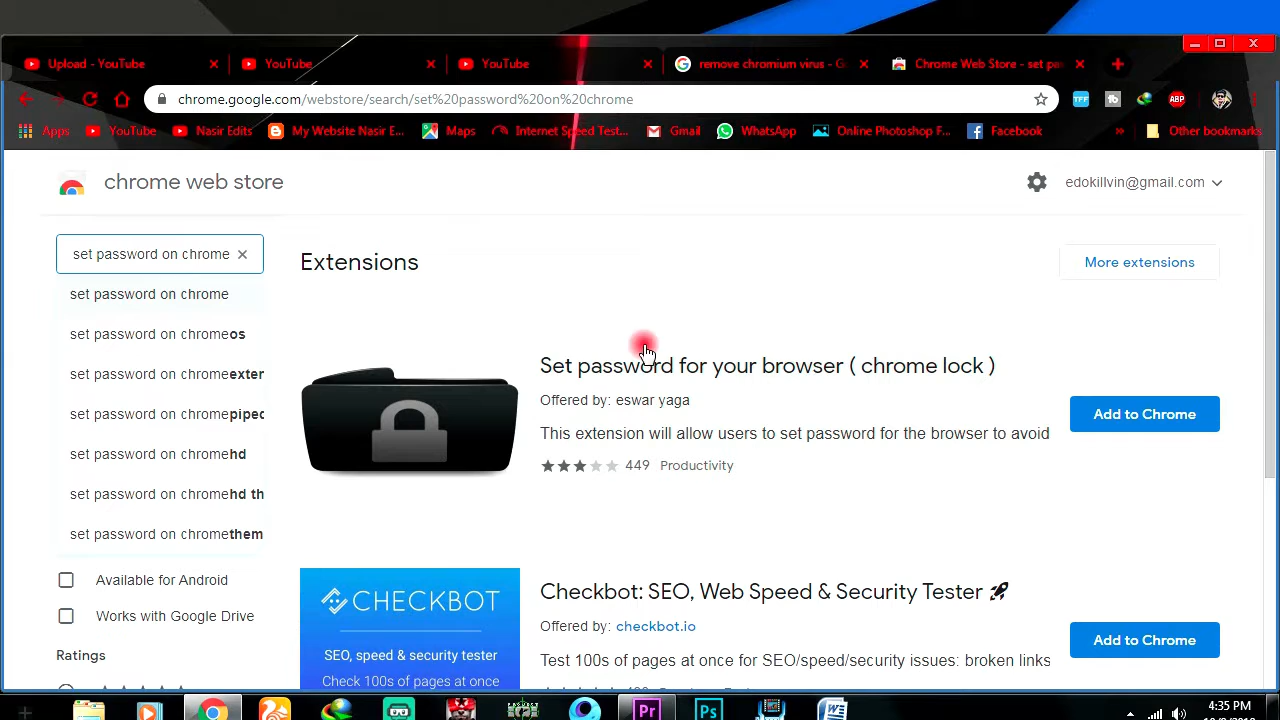 Upload - YouTube
YouTube
YouTube
remove chromium virus - G
Chrome Web Store - set pa
chrome.google.com/webstore/search/set%20password%20on%20chrome
TFF
ABP
Apps
YouTube
Nasir Edits
My Website Nasir E...
Maps
Internet Speed Test...
Gmail
WhatsApp
Online Photoshop F...
Facebook
»
Other bookmarks
chrome web store
edokillvin@gmail.com
set password on chrome
set password on chrome
set password on chromeos
set password on chromeexten
set password on chromepiped
set password on chromehd
set password on chromehd th
set password on chromethem
Available for Android
Works with Google Drive
Ratings
Extensions
More extensions
Set password for your browser ( chrome lock )
Offered by: eswar yaga
This extension will allow users to set password for the browser to avoid
449 Productivity
Add to Chrome
CHECKBOT
SEO, speed & security tester
Check 100s of pages at once
Checkbot: SEO, Web Speed & Security Tester
Offered by: checkbot.io
Test 100s of pages at once for SEO/speed/security issues: broken links
Add to Chrome
Pr
Ps
W
4:35 PM